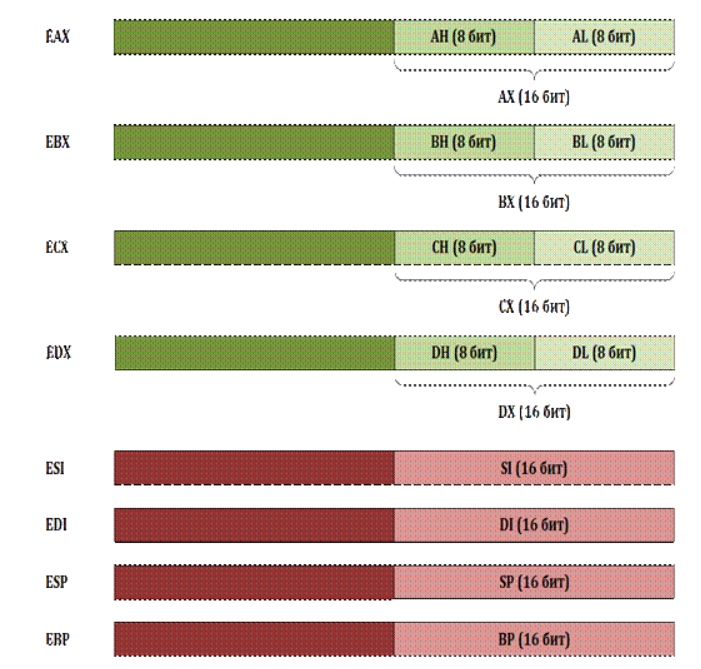 EAX AH (8 бит) AL (8 бит)
AX (16 бит)
EBX BH (8 бит) BL (8 бит)
BX (16 бит)
ECX CH (8 бит) CL (8 бит)
CX (16 бит)
EDX DH (8 бит) DL (8 бит)
DX (16 бит)
ESI SI (16 бит)
EDI DI (16 бит)
ESP SP (16 бит)
EBP BP (16 бит)